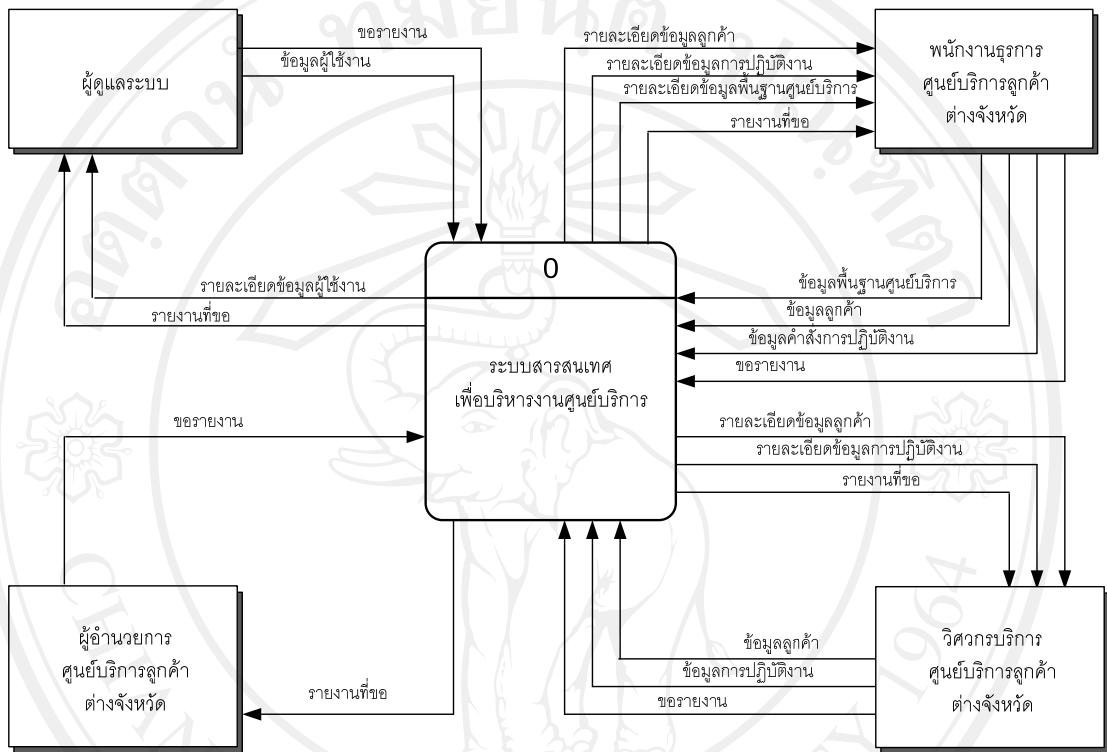 ขอรายงาน
ข้อมูลผู้ใช้งาน
ผู้ดูแลระบบ
รายละเอียดข้อมูลลูกค้า
รายละเอียดข้อมูลการปฏิบัติงาน
รายละเอียดข้อมูลพื้นฐานศูนย์บริการ
รายงานที่ขอ
พนักงานธุรการ
ศูนย์บริการลูกค้า
ต่างจังหวัด
0
ระบบสารสนเทศ
เพื่อบริหารงานศูนย์บริการ
รายละเอียดข้อมูลผู้ใช้งาน
รายงานที่ขอ
ข้อมูลพื้นฐานศูนย์บริการ
ข้อมูลลูกค้า
ข้อมูลคำสั่งการปฏิบัติงาน
ขอรายงาน
ขอรายงาน
รายละเอียดข้อมูลลูกค้า
รายละเอียดข้อมูลการปฏิบัติงาน
รายงานที่ขอ
ผู้อำนวยการ
ศูนย์บริการลูกค้า
ต่างจังหวัด
รายงานที่ขอ
ข้อมูลลูกค้า
ข้อมูลการปฏิบัติงาน
ขอรายงาน
วิศวกรบริการ
ศูนย์บริการลูกค้า
ต่างจังหวัด
1964